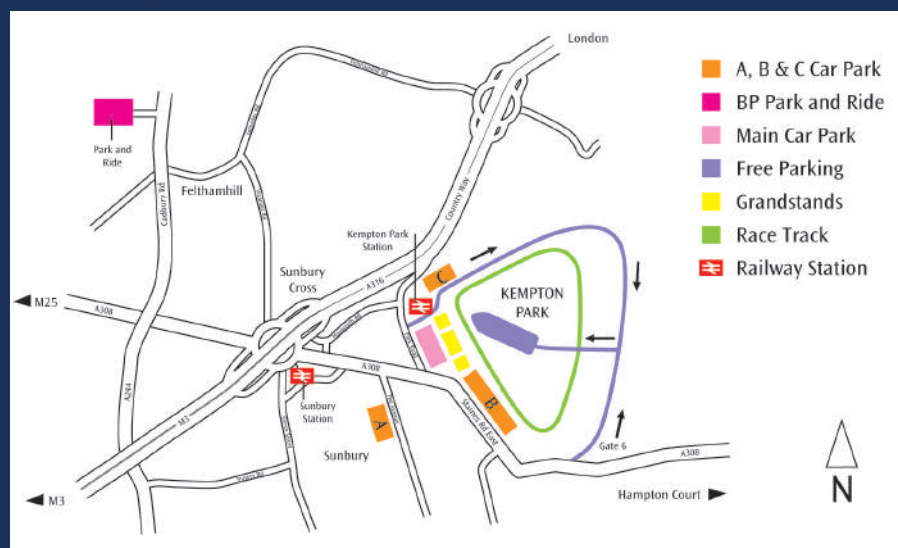 London
A, B & C Car Park
BP Park and Ride
Main Car Park
Free Parking
Grandstands
Race Track
Railway Station
Park and
Ride
Cadbury Rd
Felthamhill
Country Way
Kempton Park
Station
C
Sunbury
Cross
A316
KEMPTON
PARK
M25
A308
A308
B
Staines Rd East
Sunbury
Station
A244
M3
A
Sunbury
Gate 6
A308
Hampton Court
M3
N